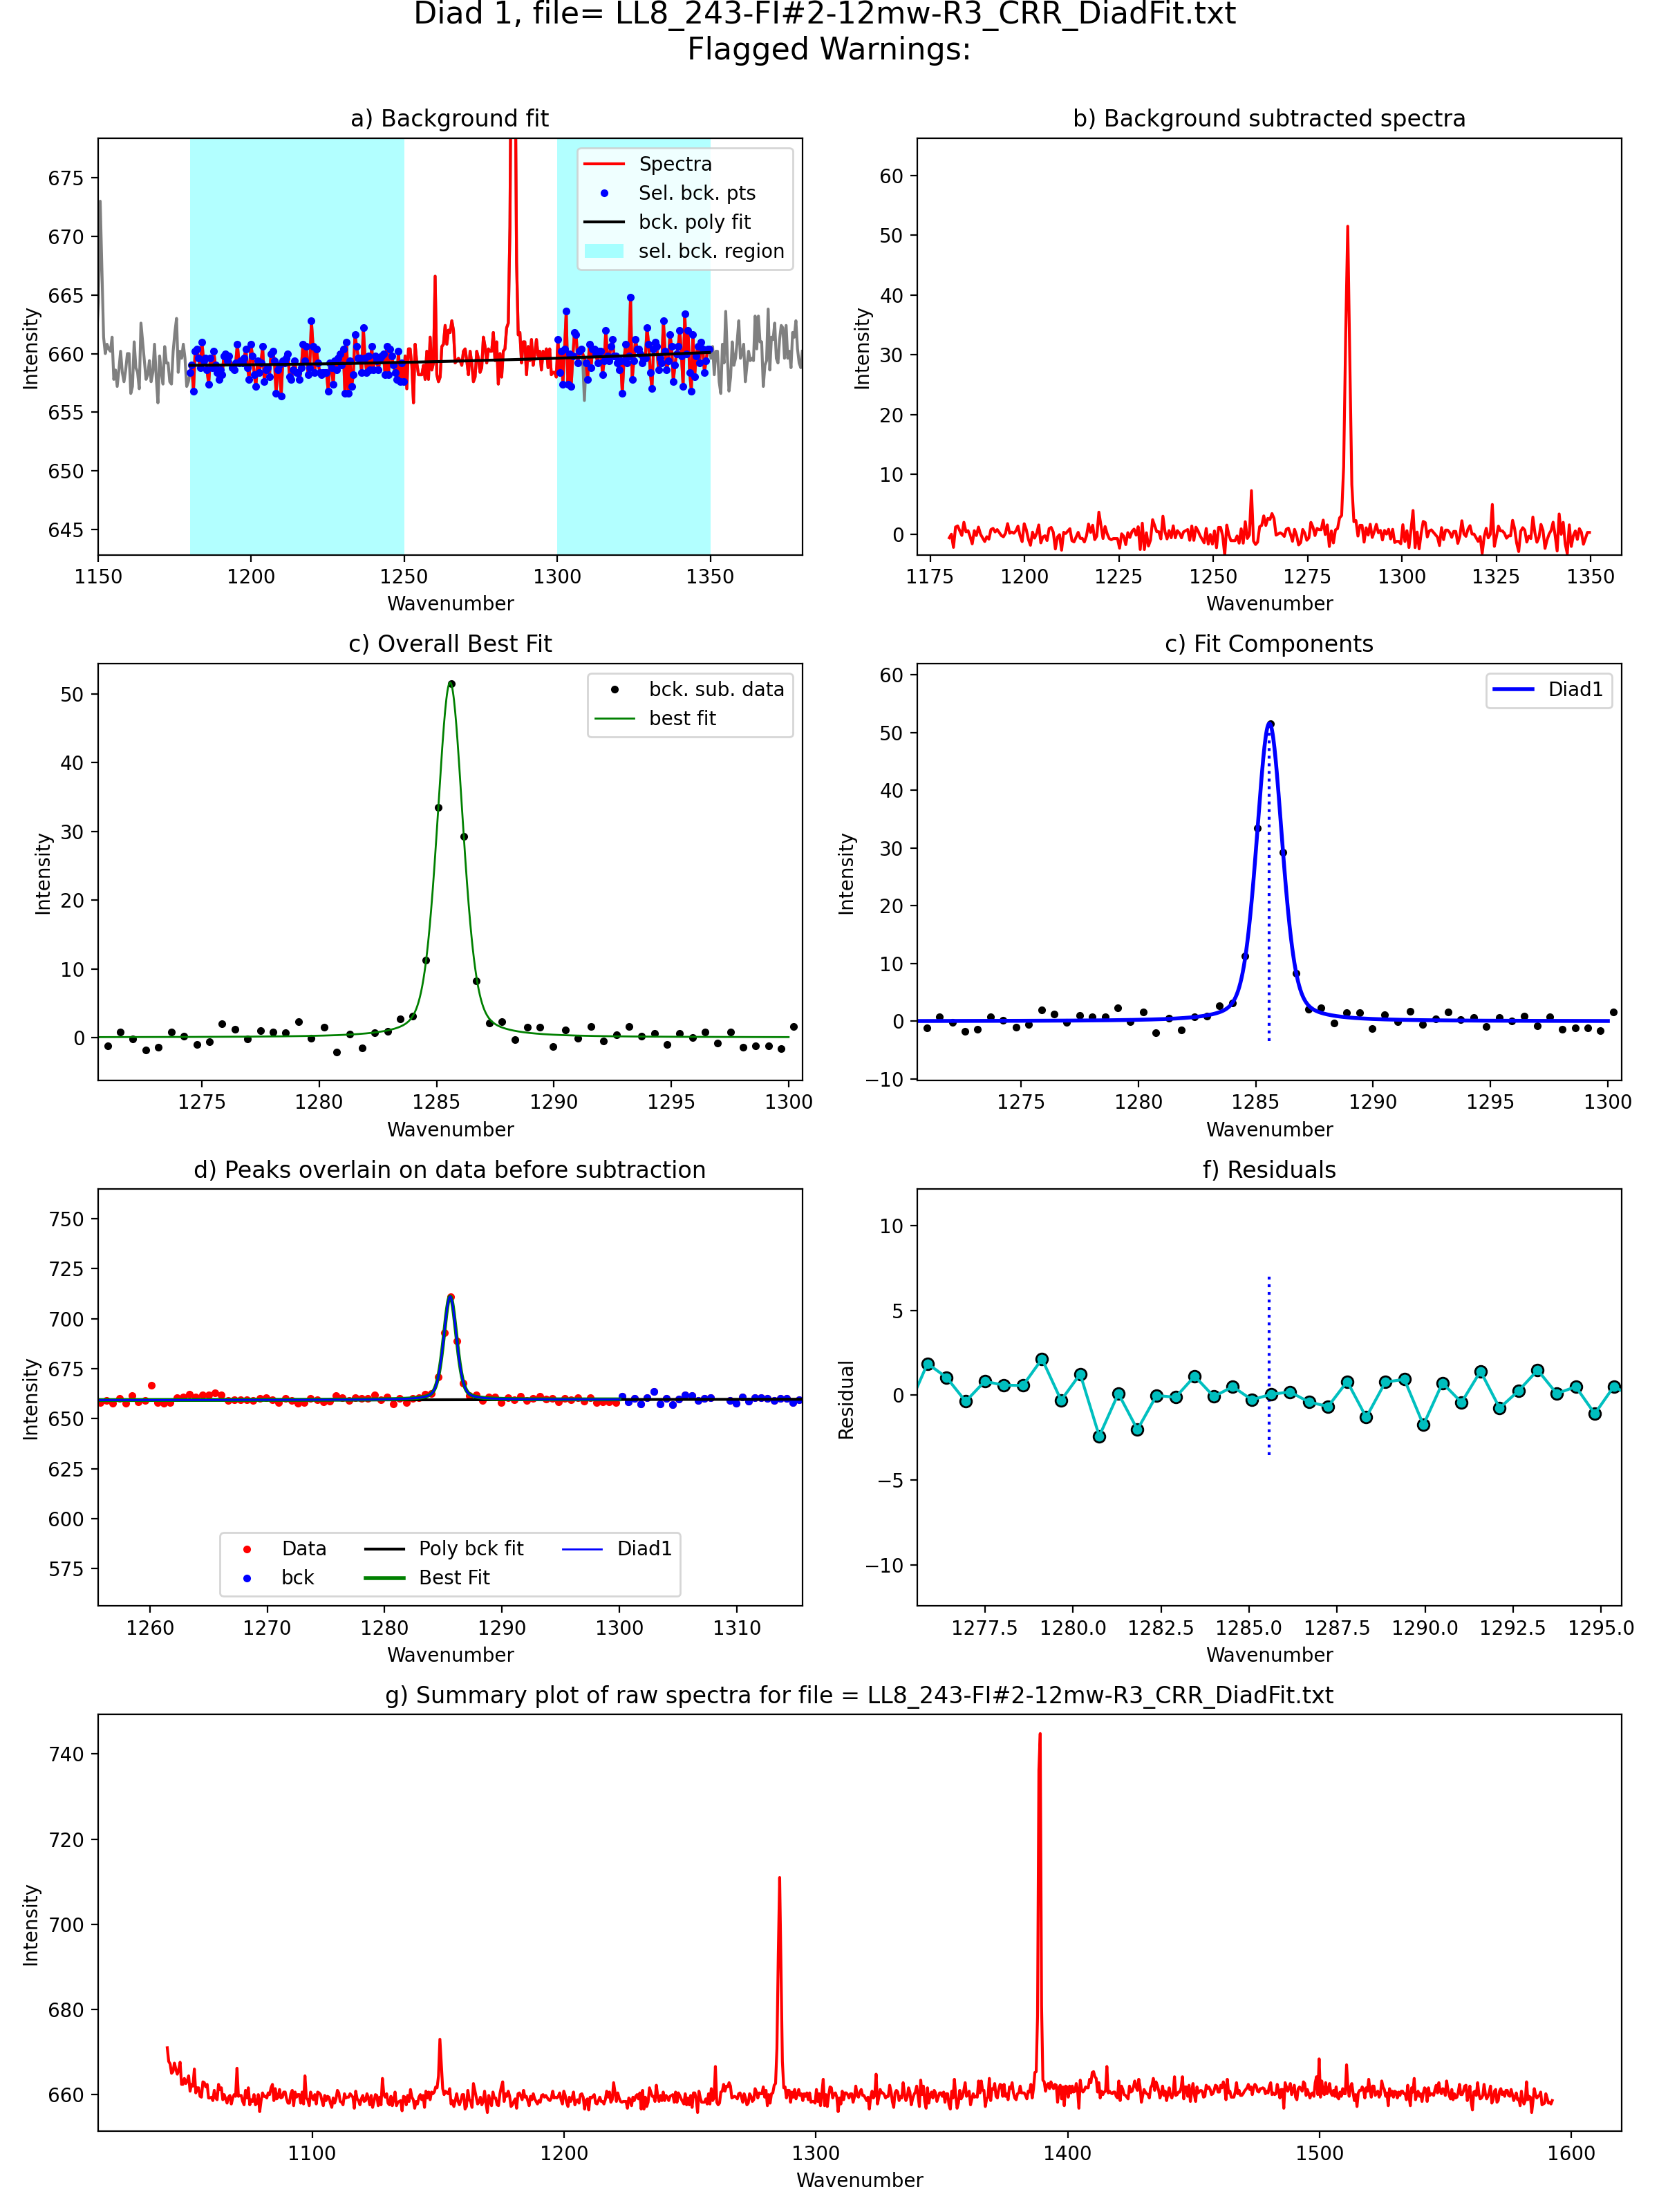 Diad 1, file= LL8_243-FI#2-12mw-R3_CRR_DiadFit.txt
Flagged Warnings:
a) Background fit
675
670
665
660
655
650
645
Intensity
Spectra
Sel. bck. pts
bck. poly fit
sel. bck. region
1150 1200 1250 1300 1350
Wavenumber
b) Background subtracted spectra
60
50
40
30
20
10
0
Intensity
1175 1200 1225 1250 1275 1300 1325 1350
Wavenumber
c) Overall Best Fit
50
40
30
20
10
0
Intensity
bck. sub. data
best fit
1275 1280 1285 1290 1295 1300
Wavenumber
c) Fit Components
60
50
40
30
20
10
0
−10
Intensity
Diad1
1275 1280 1285 1290 1295 1300
Wavenumber
d) Peaks overlain on data before subtraction
750
725
700
675
650
625
600
575
Intensity
Data Poly bck fit Diad1
bck Best Fit
1260 1270 1280 1290 1300 1310
Wavenumber
f) Residuals
10
5
0
−5
−10
Residual
1277.5 1280.0 1282.5 1285.0 1287.5 1290.0 1292.5 1295.0
Wavenumber
g) Summary plot of raw spectra for file = LL8_243-FI#2-12mw-R3_CRR_DiadFit.txt
740
720
700
680
660
Intensity
1100 1200 1300 1400 1500 1600
Wavenumber